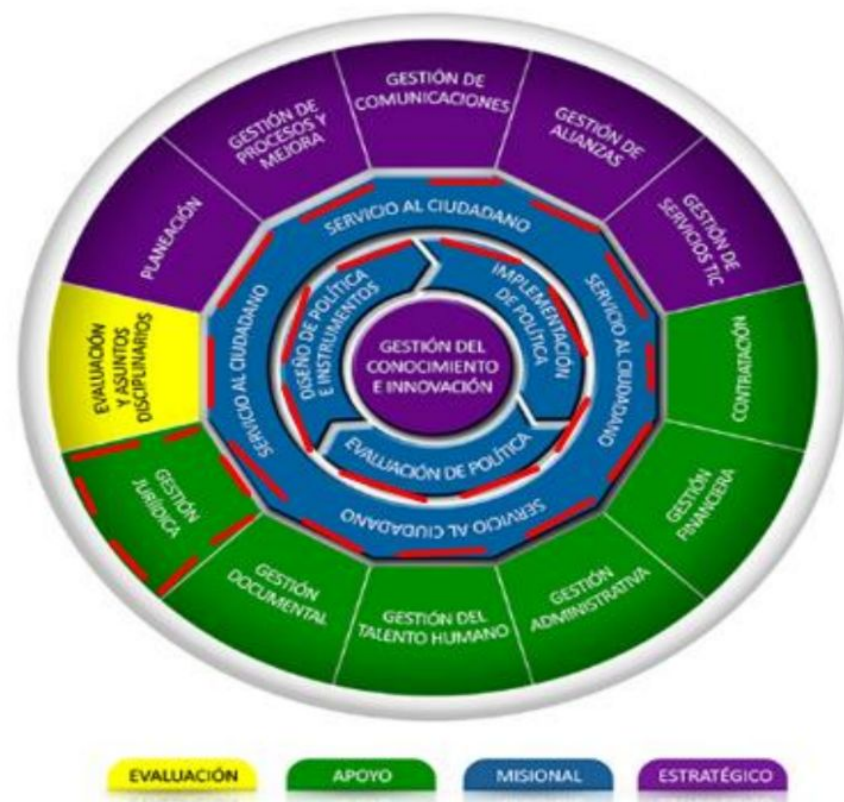 GESTIÓN DE
COMUNICACIONES
GESTIÓN DE
ALIANZAS
GESTIÓN DE
SERVICIOS TIC
CONTRATACIÓN
GESTIÓN
FINANCIERA
GESTIÓN
ADMINISTRATIVA
GESTIÓN DEL
TALENTO HUMANO
GESTIÓN
DOCUMENTAL
GESTIÓN
JURÍDICA
EVALUACIÓN
Y ASUNTOS
DISCIPLINARIOS
PLANEACIÓN
GESTIÓN DE
PROCESOS Y
MEJORA
SERVICIO AL CIUDADANO
SERVICIO AL CIUDADANO
SERVICIO AL CIUDADANO
SERVICIO AL CIUDADANO
DISEÑO DE POLÍTICA
E INSTRUMENTOS
IMPLEMENTACIÓN
DE POLÍTICA
EVALUACIÓN DE POLÍTICA
GESTIÓN DEL
CONOCIMIENTO
E INNOVACIÓN
EVALUACIÓN
APOYO
MISIONAL
ESTRATÉGICO